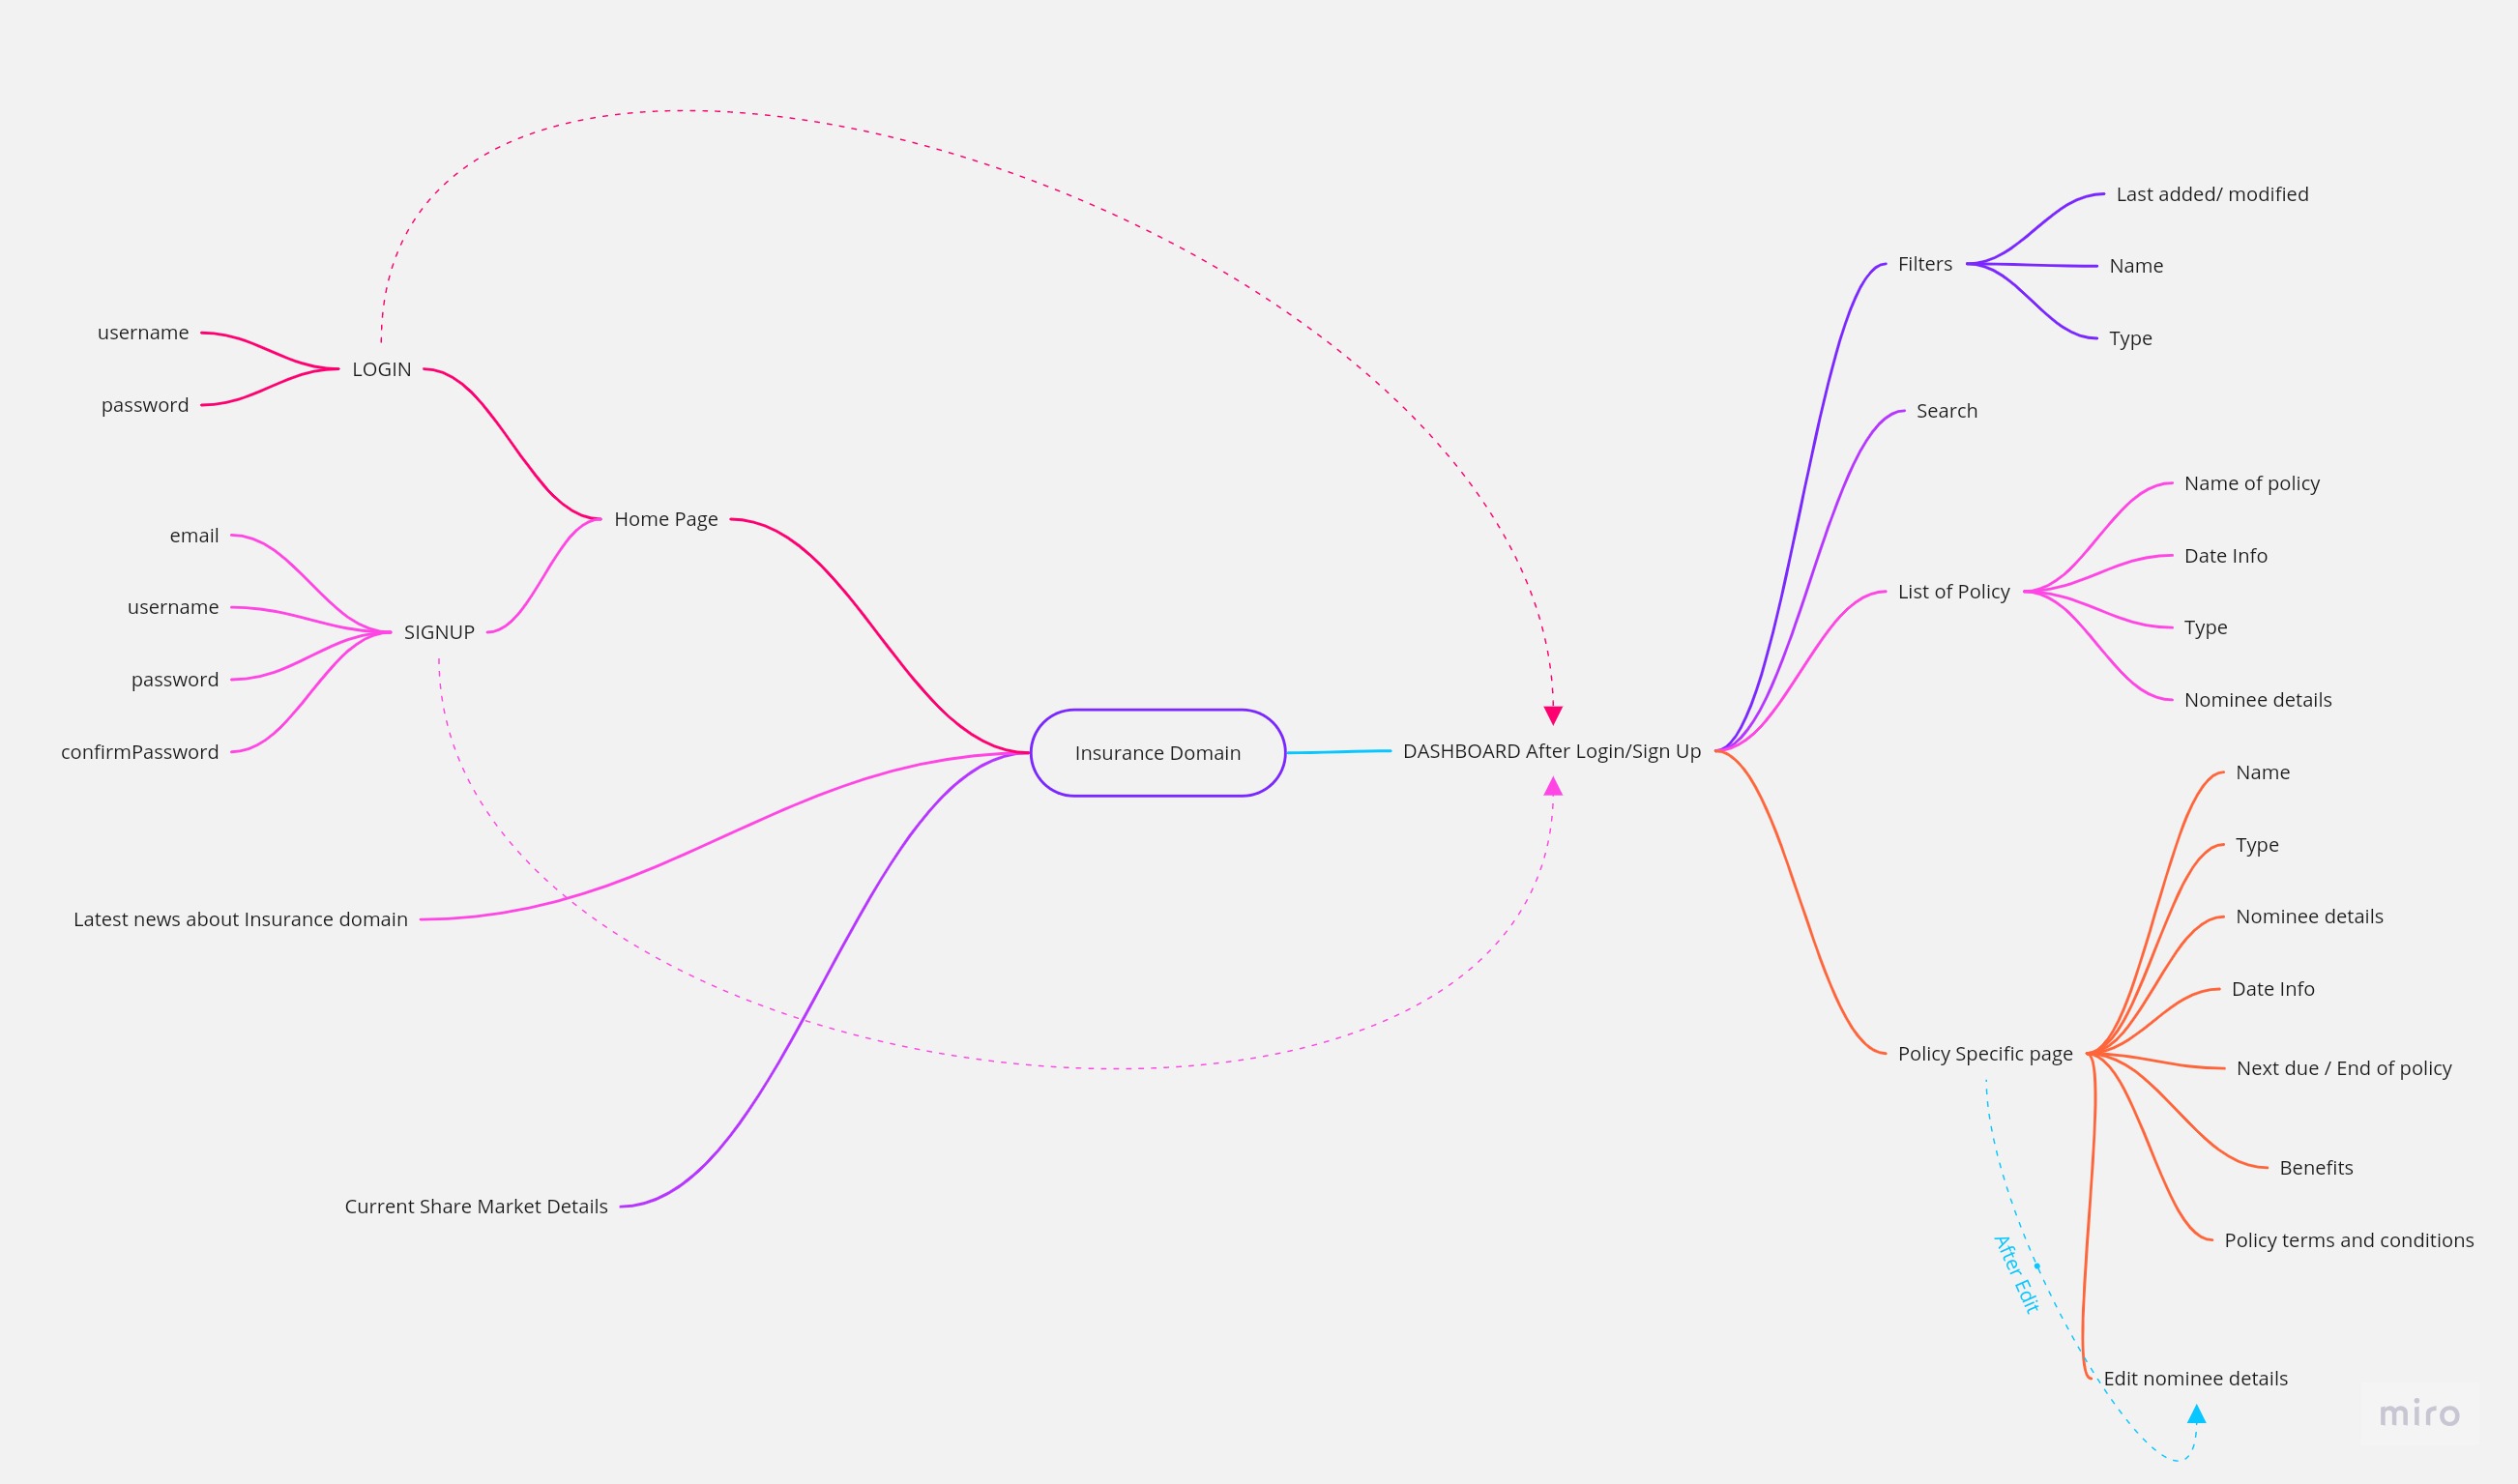 username
LOGIN
password
Home Page
email
username
SIGNUP
password
confirmPassword
Latest news about Insurance domain
Current Share Market Details
Insurance Domain
DASHBOARD After Login/Sign Up
Filters
Last added/ modified
Name
Type
Search
List of Policy
Name of policy
Date Info
Type
Nominee details
Policy Specific page
Name
Type
Nominee details
Date Info
Next due / End of policy
Benefits
Policy terms and conditions
After Edit
Edit nominee details
miro